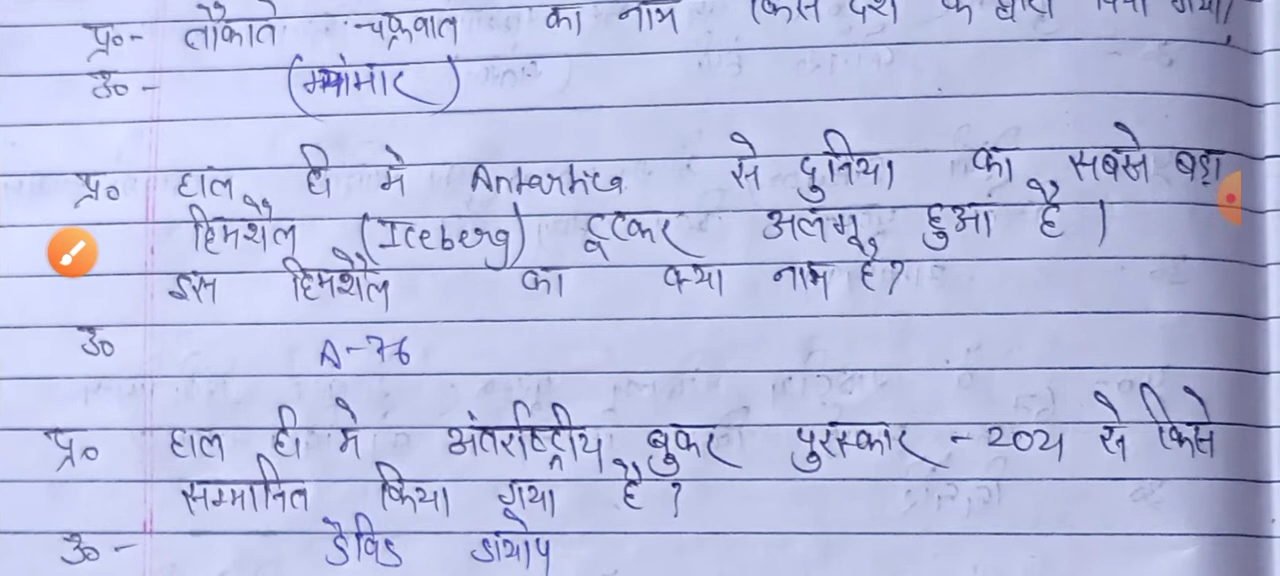 प्र०- तौकाते चक्रवात का नाम किस देश के द्वारा दिया गया,
उ०- (म्यांमार)
प्र० हाल ही मे Antarctica से दुनिया का सबसे बड़ा
हिमशैल (Iceberg) टूटकर अलग हुआ है।
इस हिमशैल का क्या नाम है?
उ० A-76
प्र० हाल ही मे अंतर्राष्ट्रीय बुकर पुरस्कार - 2021 से किसे
सम्मानित किया गया है?
उ०- डेविड डायोप